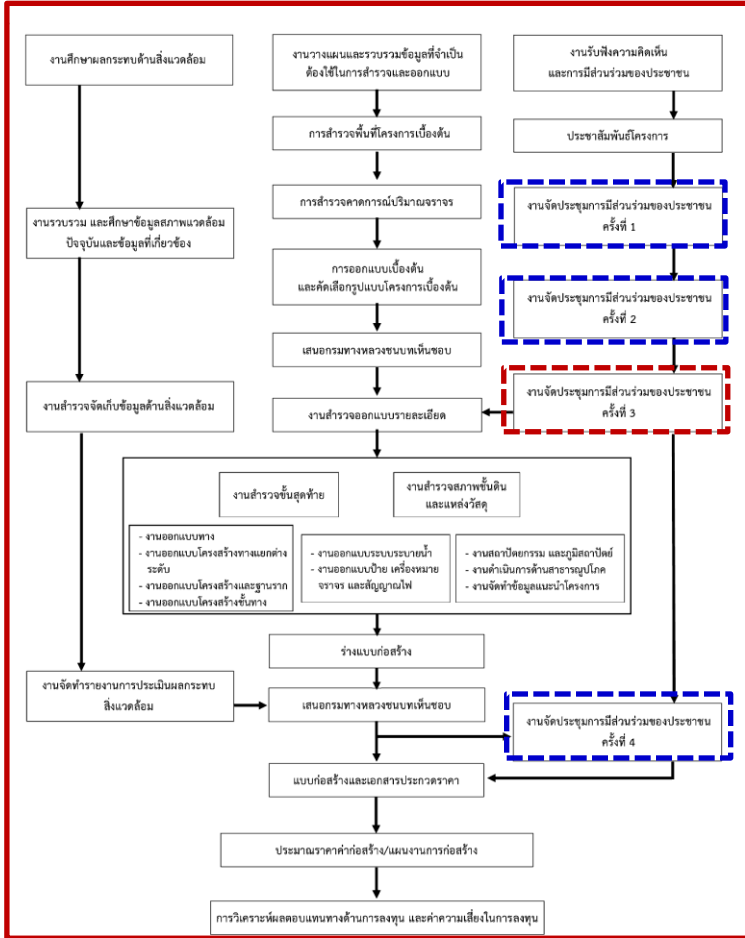 งานศึกษาผลกระทบด้านสิ่งแวดล้อม
งานวางแผนและรวบรวมข้อมูลที่จำเป็น
ต้องใช้ในการสำรวจและออกแบบ
งานรับฟังความคิดเห็น
และการมีส่วนร่วมของประชาชน
การสำรวจพื้นที่โครงการเบื้องต้น
ประชาสัมพันธ์โครงการ
งานรวบรวม และศึกษาข้อมูลสภาพแวดล้อม
ปัจจุบันและข้อมูลที่เกี่ยวข้อง
การสำรวจคาดการณ์ปริมาณจราจร
งานจัดประชุมการมีส่วนร่วมของประชาชน
ครั้งที่ 1
การออกแบบเบื้องต้น
และคัดเลือกรูปแบบโครงการเบื้องต้น
งานจัดประชุมการมีส่วนร่วมของประชาชน
ครั้งที่ 2
เสนอกรมทางหลวงชนบทเห็นชอบ
งานสำรวจจัดเก็บข้อมูลด้านสิ่งแวดล้อม
งานสำรวจออกแบบรายละเอียด
งานจัดประชุมการมีส่วนร่วมของประชาชน
ครั้งที่ 3
งานสำรวจขั้นสุดท้าย
งานสำรวจสภาพชั้นดิน
และแหล่งวัสดุ
- งานออกแบบทาง
- งานออกแบบโครงสร้างทางแยกต่าง
ระดับ
- งานออกแบบโครงสร้างและฐานราก
- งานออกแบบโครงสร้างชั้นทาง
- งานออกแบบระบบระบายน้ำ
- งานออกแบบป้าย เครื่องหมาย
จราจร และสัญญาณไฟ
- งานสถาปัตยกรรม และภูมิสถาปัตย์
- งานดำเนินการด้านสาธารณูปโภค
- งานจัดทำข้อมูลแนะนำโครงการ
ร่างแบบก่อสร้าง
งานจัดทำรายงานการประเมินผลกระทบ
สิ่งแวดล้อม
เสนอกรมทางหลวงชนบทเห็นชอบ
งานจัดประชุมการมีส่วนร่วมของประชาชน
ครั้งที่ 4
แบบก่อสร้างและเอกสารประกวดราคา
ประมาณราคาค่าก่อสร้าง/แผนงานการก่อสร้าง
การวิเคราะห์ผลตอบแทนทางด้านการลงทุน และค่าความเสี่ยงในการลงทุน